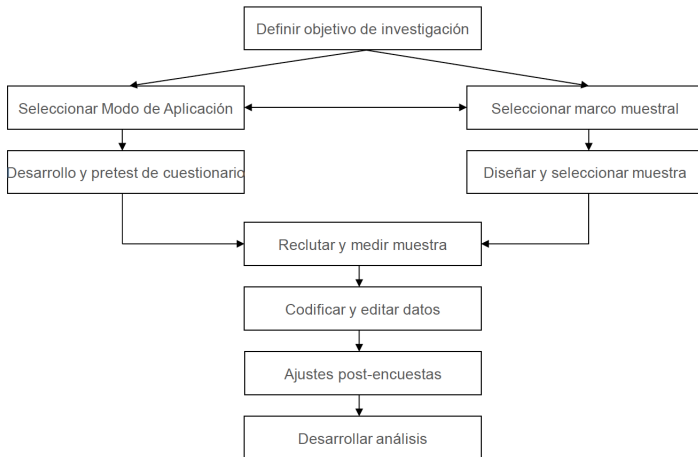 Definir objetivo de investigación
Seleccionar Modo de Aplicación
Seleccionar marco muestral
Desarrollo y pretest de cuestionario
Diseñar y seleccionar muestra
Reclutar y medir muestra
Codificar y editar datos
Ajustes post-encuestas
Desarrollar análisis